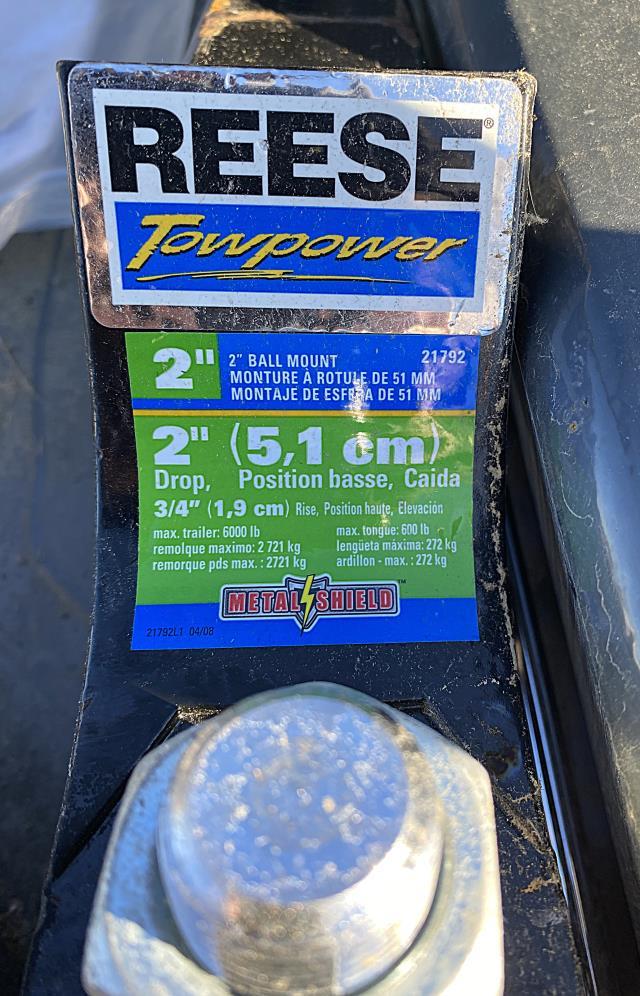 REESE®
Towpower
2"
2" BALL MOUNT 21792
MONTURE À ROTULE DE 51 MM
MONTAJE DE ESFERA DE 51 MM
2" (5,1 cm)
Drop, Position basse, Caida
3/4" (1,9 cm) Rise, Position haute, Elevación
max. trailer: 6000 lb
remolque maximo: 2 721 kg
remorque pds max. : 2721 kg
max. tongue: 600 lb
lengüeta máxima: 272 kg
ardillon - max. : 272 kg
METAL SHIELD™
21792L1 04/08